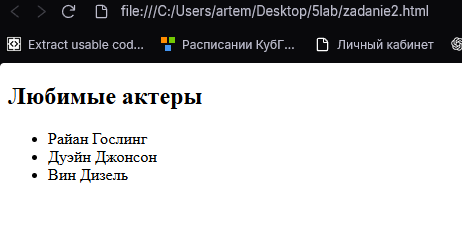 file:///C:/Users/artem/Desktop/5lab/zadanie2.html
Extract usable cod... Расписании КубГ... Личный кабинет
Любимые актеры
Райан Гослинг
Дуэйн Джонсон
Вин Дизель